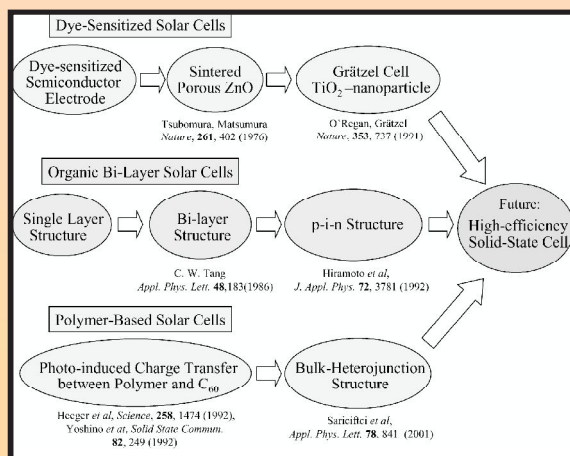 Dye-Sensitized Solar Cells
Dye-sensitized
Semiconductor
Electrode
Sintered
Porous ZnO
Grätzel Cell
TiO2–nanoparticle
Tsubomura, Matsumura
Nature, 261, 402 (1976)
O'Regan, Grätzel
Nature, 353, 737 (1991)
Organic Bi-Layer Solar Cells
Single Layer
Structure
Bi-layer
Structure
p-i-n Structure
Future:
High-efficiency
Solid-State Cell
C. W. Tang
Appl. Phys. Lett. 48,183(1986)
Hiramoto et al,
J. Appl. Phys. 72, 3781 (1992)
Polymer-Based Solar Cells
Photo-induced Charge Transfer
between Polymer and C60
Bulk-Heterojunction
Structure
Heeger et al, Science, 258, 1474 (1992),
Yoshino et at, Solid State Commun.
82, 249 (1992)
Sariciftci et al,
Appl. Phys. Lett. 78, 841 (2001)